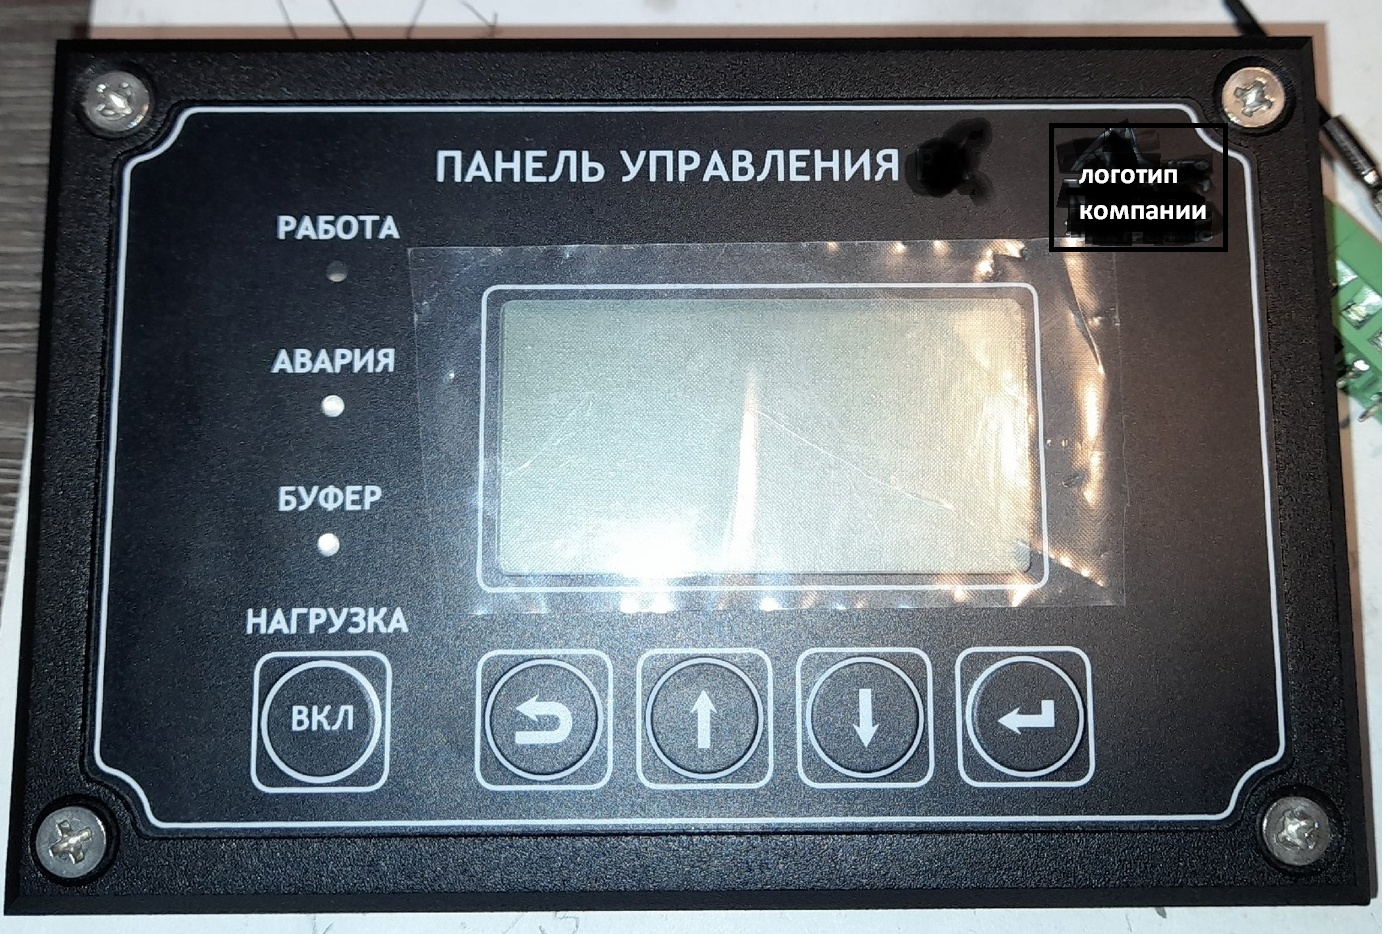 ПАНЕЛЬ УПРАВЛЕНИЯ
логотип
компании
РАБОТА
АВАРИЯ
БУФЕР
НАГРУЗКА
ВКЛ